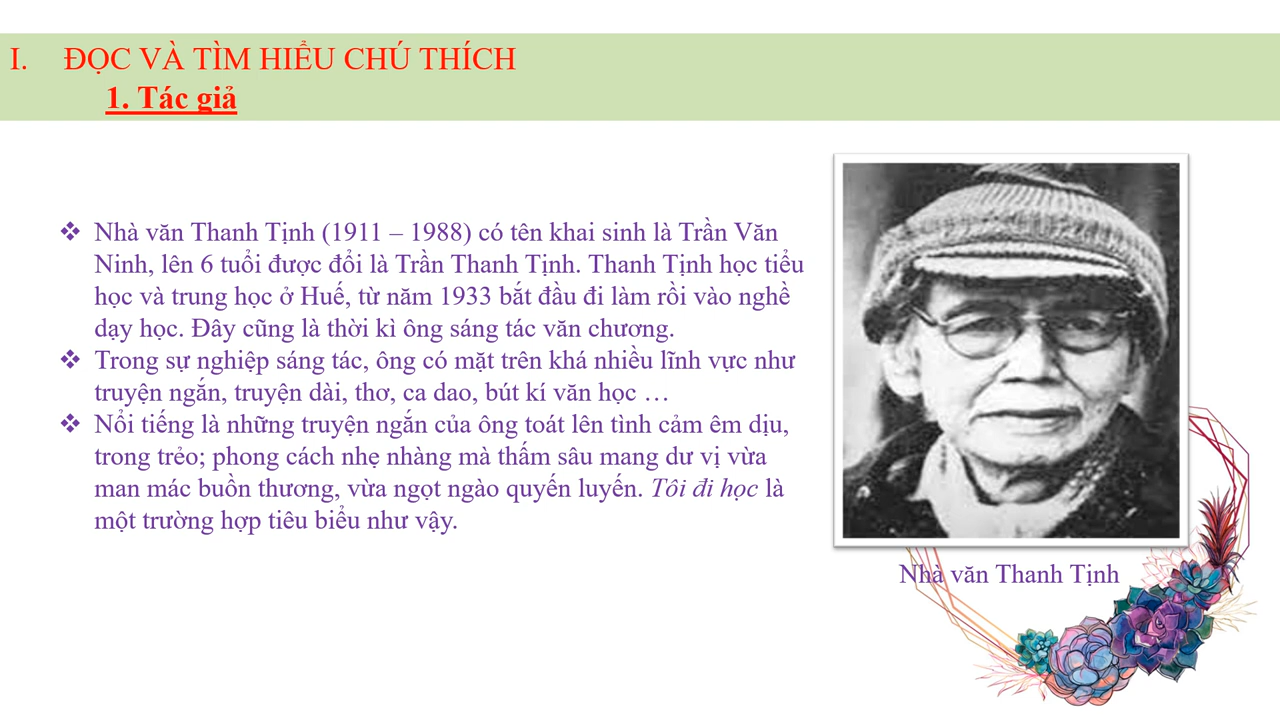 I. ĐỌC VÀ TÌM HIỂU CHÚ THÍCH
1. Tác giả
❖ Nhà văn Thanh Tịnh (1911 – 1988) có tên khai sinh là Trần Văn
Ninh, lên 6 tuổi được đổi là Trần Thanh Tịnh. Thanh Tịnh học tiểu
học và trung học ở Huế, từ năm 1933 bắt đầu đi làm rồi vào nghề
dạy học. Đây cũng là thời kì ông sáng tác văn chương.
❖ Trong sự nghiệp sáng tác, ông có mặt trên khá nhiều lĩnh vực như
truyện ngắn, truyện dài, thơ, ca dao, bút kí văn học …
❖ Nổi tiếng là những truyện ngắn của ông toát lên tình cảm êm dịu,
trong trẻo; phong cách nhẹ nhàng mà thấm sâu mang dư vị vừa
man mác buồn thương, vừa ngọt ngào quyến luyến. Tôi đi học là
một trường hợp tiêu biểu như vậy.
Nhà văn Thanh Tịnh